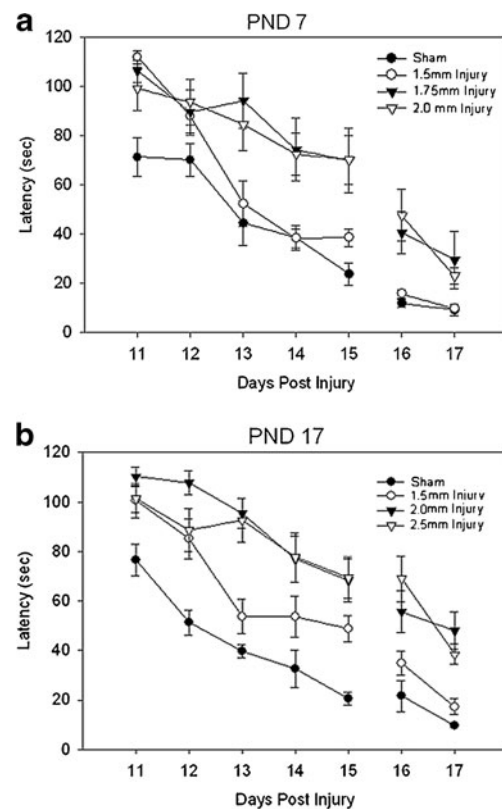 a
PND 7
120
100
80
60
40
20
0
Latency (sec)
Sham
1.5mm Injury
1.75mm Injury
2.0 mm Injury
11 12 13 14 15 16 17
Days Post Injury
b
PND 17
120
100
80
60
40
20
0
Latency (sec)
Sham
1.5mm Injury
2.0mm Injury
2.5mm Injury
11 12 13 14 15 16 17
Days Post Injury